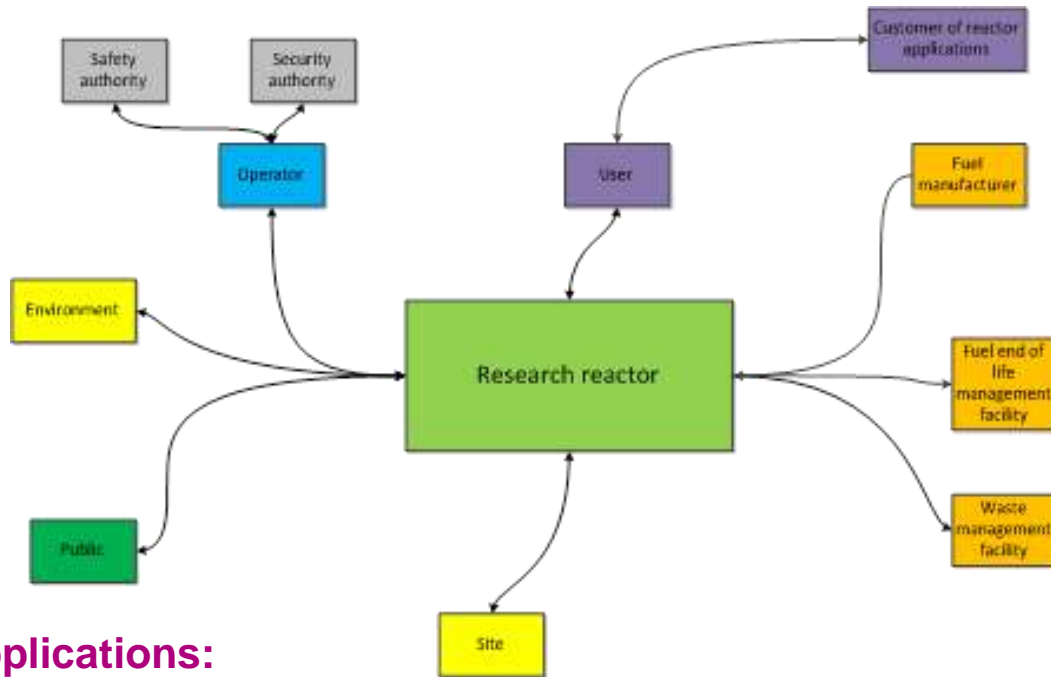 Customer of reactor
applications
Safety
authority
Security
authority
Operator
User
Fuel
manufacturer
Environment
Research reactor
Fuel end of
life
management
facility
Public
Waste
management
facility
Site
plications: